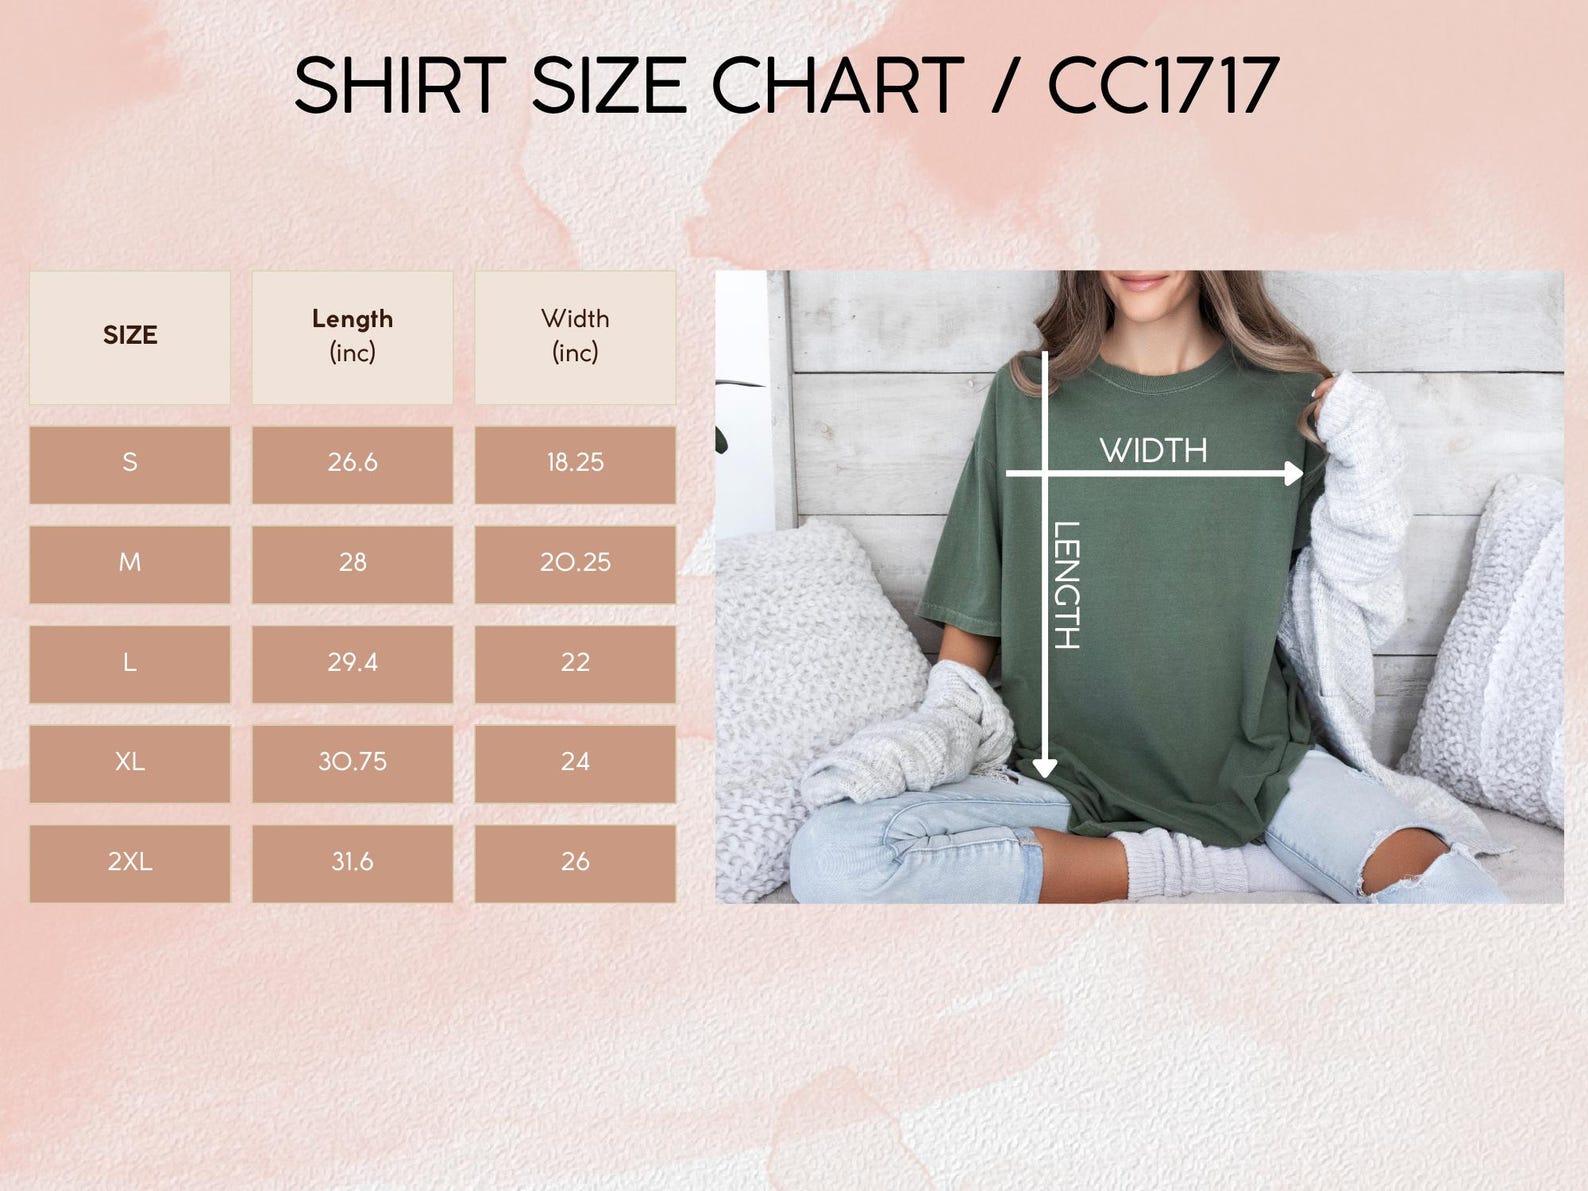 SHIRT SIZE CHART / CC1717
SIZE Length (inc) Width (inc)
S 26.6 18.25
M 28 20.25
L 29.4 22
XL 30.75 24
2XL 31.6 26
WIDTH
LENGTH